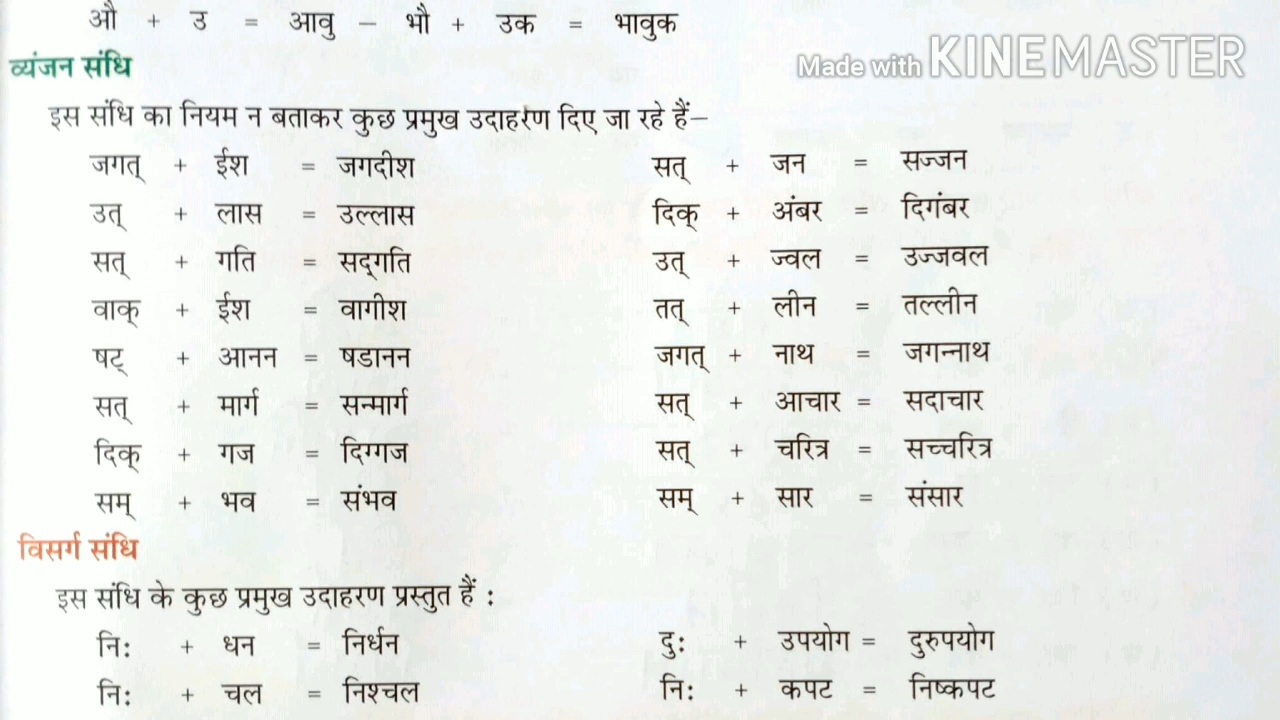 औ + उ = आवु – भौ + उक = भावुक
व्यंजन संधि
Made with KINEMASTER
इस संधि का नियम न बताकर कुछ प्रमुख उदाहरण दिए जा रहे हैं–
जगत् + ईश = जगदीश सत् + जन = सज्जन
उत् + लास = उल्लास दिक् + अंबर = दिगंबर
सत् + गति = सद्‌गति उत् + ज्वल = उज्जवल
वाक् + ईश = वागीश तत् + लीन = तल्लीन
षट् + आनन = षडानन जगत् + नाथ = जगन्नाथ
सत् + मार्ग = सन्मार्ग सत् + आचार = सदाचार
दिक् + गज = दिग्गज सत् + चरित्र = सच्चरित्र
सम् + भव = संभव सम् + सार = संसार
विसर्ग संधि
इस संधि के कुछ प्रमुख उदाहरण प्रस्तुत हैं :
नि: + धन = निर्धन दु: + उपयोग = दुरुपयोग
नि: + चल = निश्चल नि: + कपट = निष्कपट